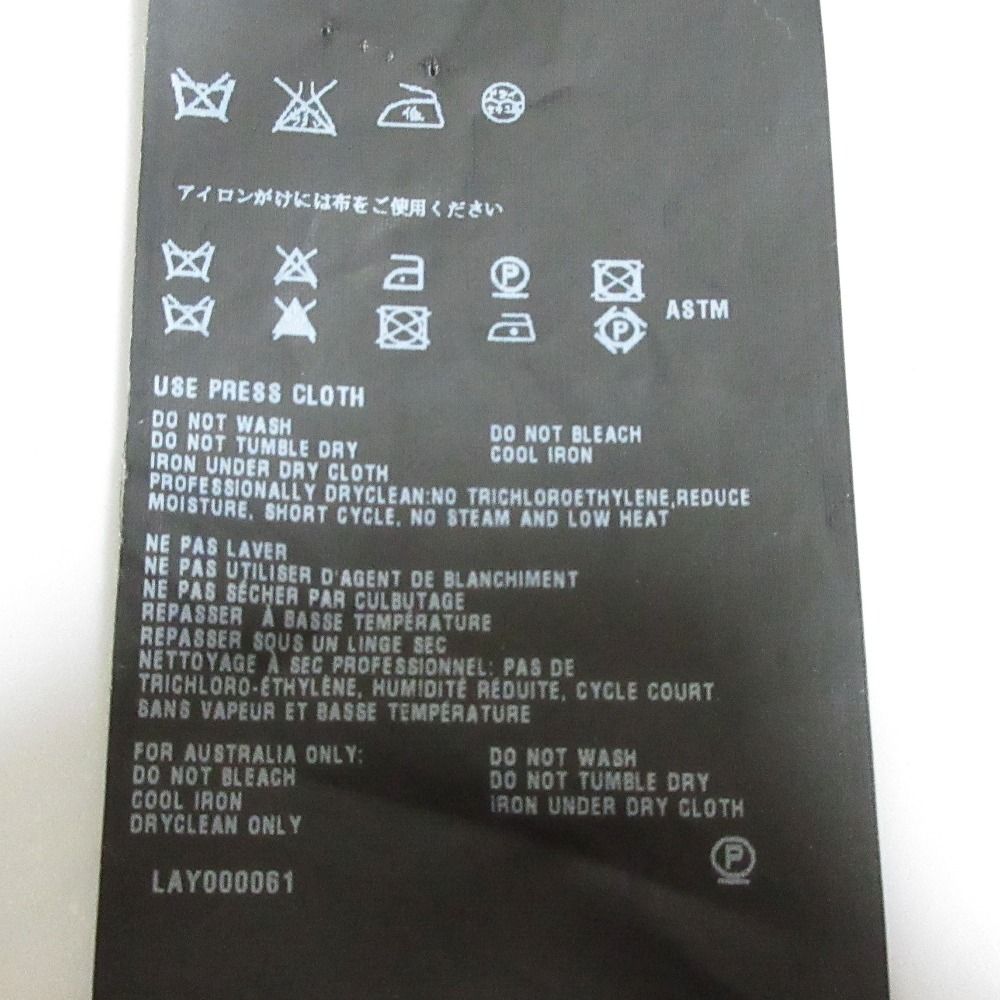 低
ドライ
アイロンがけには布をご使用ください
P
ASTM
P
USE PRESS CLOTH
DO NOT WASH DO NOT BLEACH
DO NOT TUMBLE DRY COOL IRON
IRON UNDER DRY CLOTH
PROFESSIONALLY DRYCLEAN:NO TRICHLOROETHYLENE,REDUCE
MOISTURE, SHORT CYCLE, NO STEAM AND LOW HEAT
NE PAS LAVER
NE PAS UTILISER D'AGENT DE BLANCHIMENT
NE PAS SÉCHER PAR CULBUTAGE
REPASSER À BASSE TEMPÉRATURE
REPASSER SOUS UN LINGE SEC
NETTOYAGE À SEC PROFESSIONNEL: PAS DE
TRICHLORO-ÉTHYLÈNE, HUMIDITÉ RÉDUITE, CYCLE COURT
SANS VAPEUR ET BASSE TEMPÉRATURE
FOR AUSTRALIA ONLY: DO NOT WASH
DO NOT BLEACH DO NOT TUMBLE DRY
COOL IRON IRON UNDER DRY CLOTH
DRYCLEAN ONLY
P
LAY000061